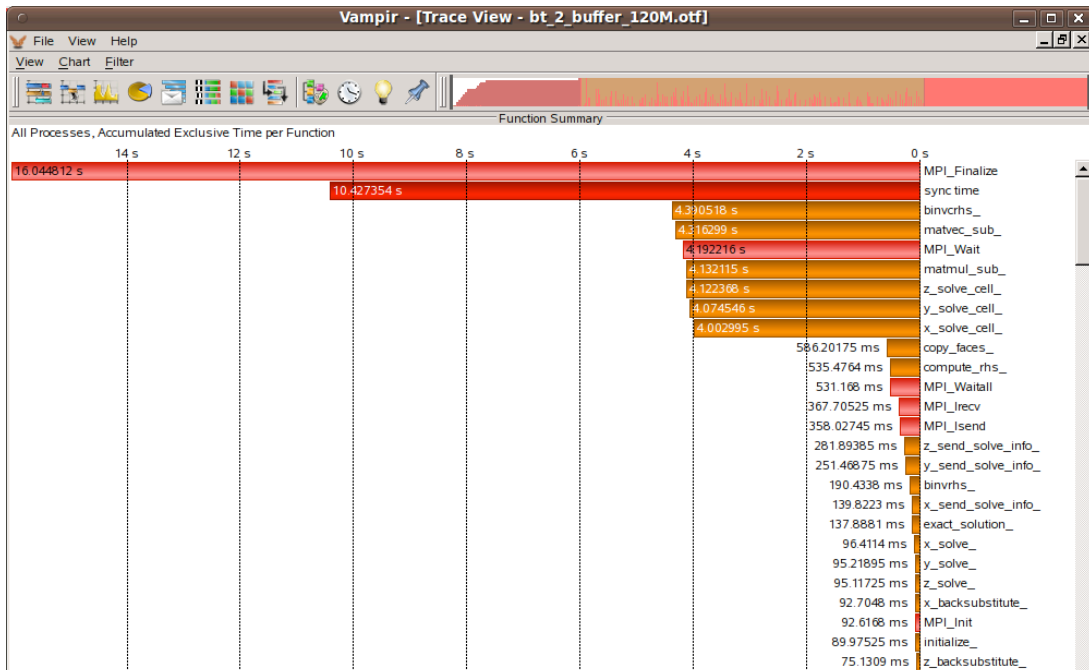 Vampir - [Trace View - bt_2_buffer_120M.otf]
File View Help
View Chart Filter
Function Summary
All Processes, Accumulated Exclusive Time per Function
14 s 12 s 10 s 8 s 6 s 4 s 2 s 0 s
16.044812 s MPI_Finalize
10.427354 s sync time
4.390518 s binvcrhs_
4.316299 s matvec_sub_
4.192216 s MPI_Wait
4.132115 s matmul_sub_
4.122368 s z_solve_cell_
4.074546 s y_solve_cell_
4.002995 s x_solve_cell_
586.20175 ms copy_faces_
535.4764 ms compute_rhs_
531.168 ms MPI_Waitall
367.70525 ms MPI_Irecv
358.02745 ms MPI_Isend
281.89385 ms z_send_solve_info_
251.46875 ms y_send_solve_info_
190.4338 ms binvrhs_
139.8223 ms x_send_solve_info_
137.8881 ms exact_solution_
96.4114 ms x_solve_
95.21895 ms y_solve_
95.11725 ms z_solve_
92.7048 ms x_backsubstitute_
92.6168 ms MPI_Init
89.97525 ms initialize_
75.1309 ms z_backsubstitute_